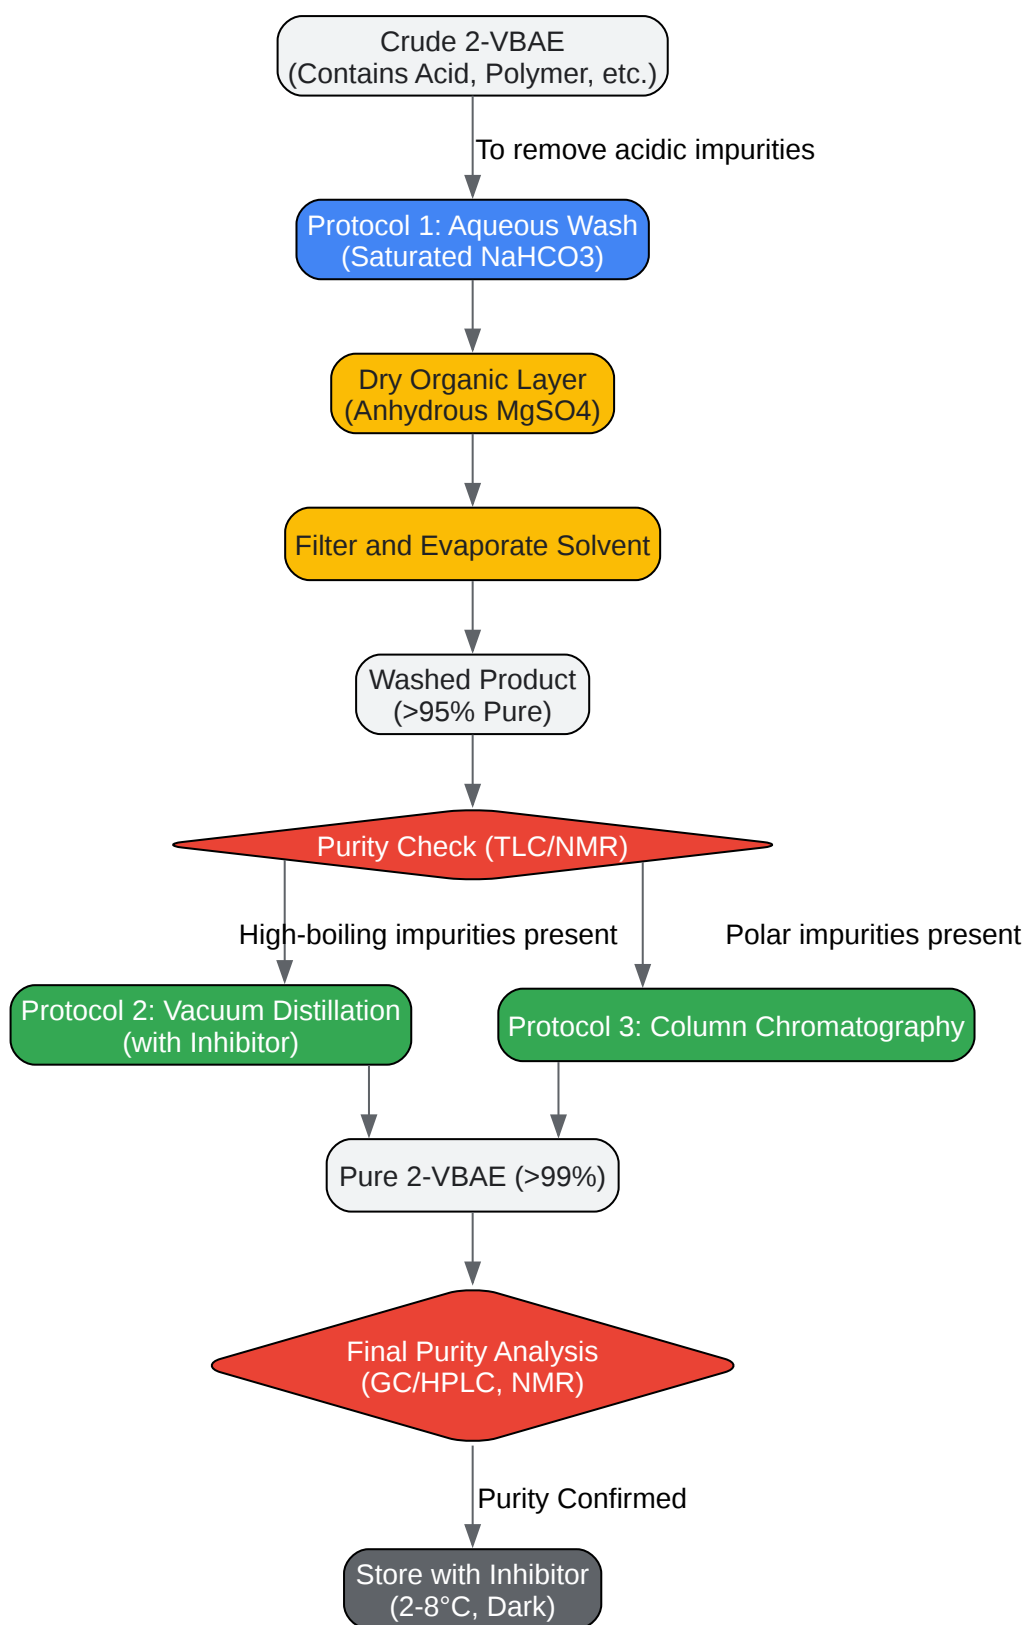 Crude 2-VBAE
(Contains Acid, Polymer, etc.)
To remove acidic impurities
Protocol 1: Aqueous Wash
(Saturated NaHCO3)
Dry Organic Layer
(Anhydrous MgSO4)
Filter and Evaporate Solvent
Washed Product
(>95% Pure)
Purity Check (TLC/NMR)
High-boiling impurities present
Polar impurities present
Protocol 2: Vacuum Distillation
(with Inhibitor)
Protocol 3: Column Chromatography
Pure 2-VBAE (>99%)
Final Purity Analysis
(GC/HPLC, NMR)
Purity Confirmed
Store with Inhibitor
(2-8°C, Dark)